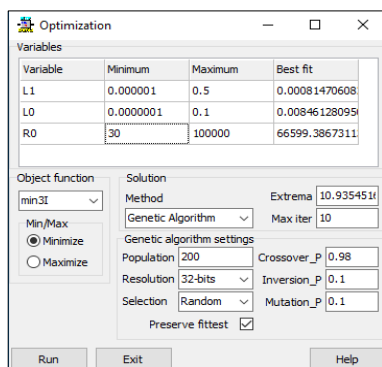 Optimization
Variables
Variable Minimum Maximum Best fit
L1 0.000001 0.5 0.00081470608
L0 0.0000001 0.1 0.00846128095
R0 30 100000 66599.3867311
Object function
min3I
Min/Max
Minimize
Maximize
Solution
Method
Genetic Algorithm
Extrema 10.9354516
Max iter 10
Genetic algorithm settings
Population 200 Crossover_P 0.98
Resolution 32-bits Inversion_P 0.1
Selection Random Mutation_P 0.1
Preserve fittest
Run Exit Help